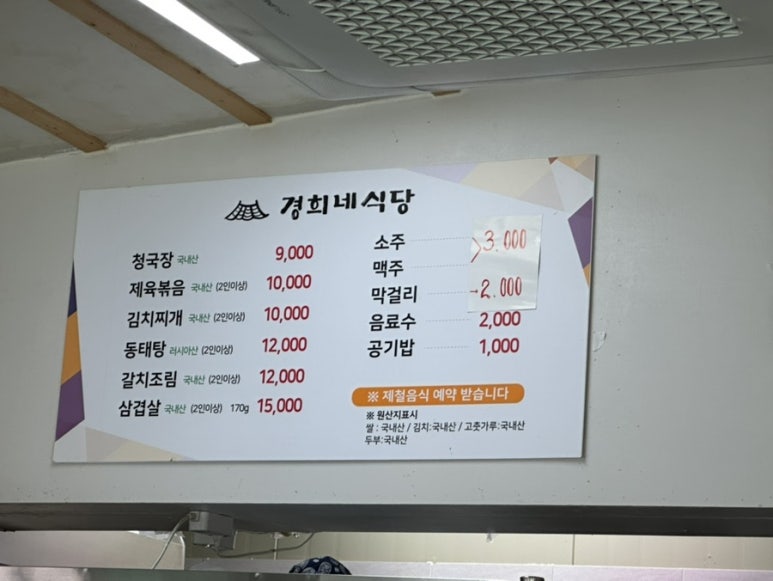 경희네식당
청국장 국내산 9,000
제육볶음 국내산 (2인이상) 10,000
김치찌개 국내산 (2인이상) 10,000
동태탕 러시아산 (2인이상) 12,000
갈치조림 국내산 (2인이상) 12,000
삼겹살 국내산 (2인이상) 170g 15,000
소주 3.000
맥주
막걸리 2.000
음료수 2,000
공기밥 1,000
※ 제철음식 예약 받습니다
※ 원산지표시
쌀 : 국내산 / 김치:국내산 / 고춧가루:국내산
두부:국내산